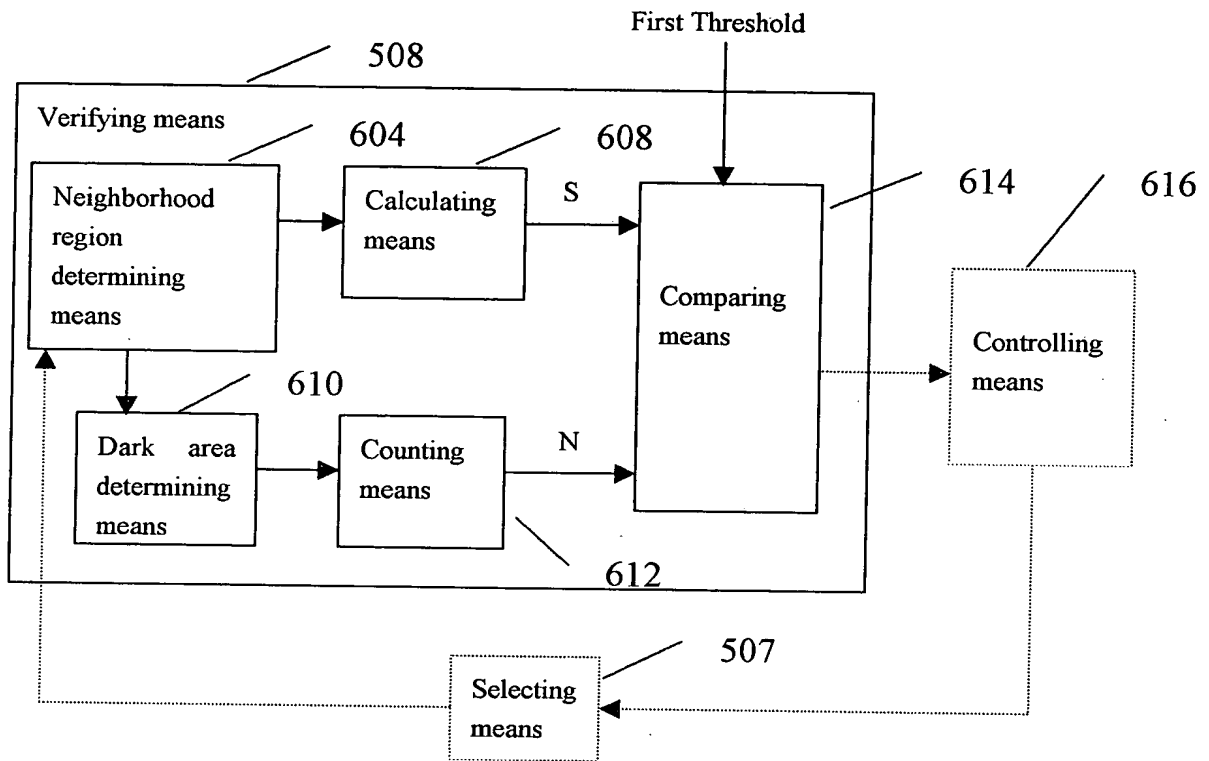 First Threshold
508
Verifying means
604
608
Neighborhood
region
determining
means
Calculating
means
S
614
616
Comparing
means
Controlling
means
610
Dark area
determining
means
Counting
means
N
612
507
Selecting
means